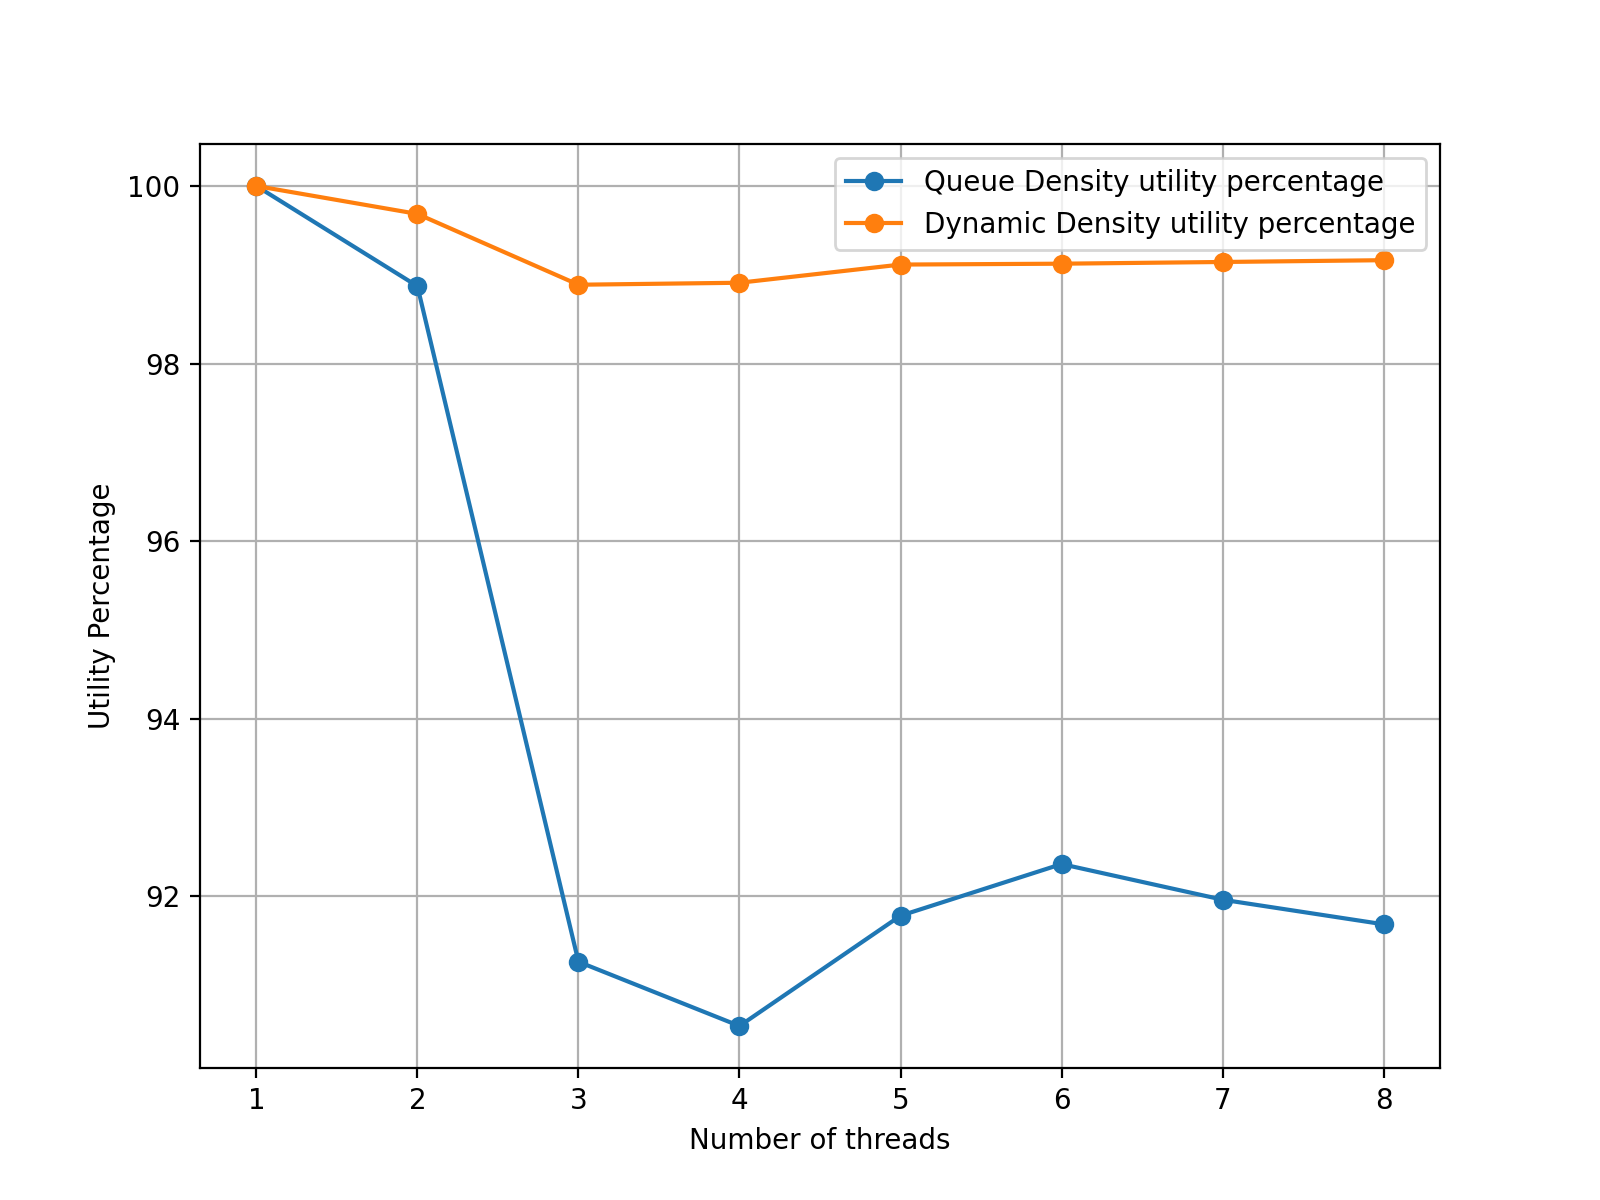 Queue Density utility percentage
Dynamic Density utility percentage
100
98
96
94
92
Utility Percentage
1 2 3 4 5 6 7 8
Number of threads